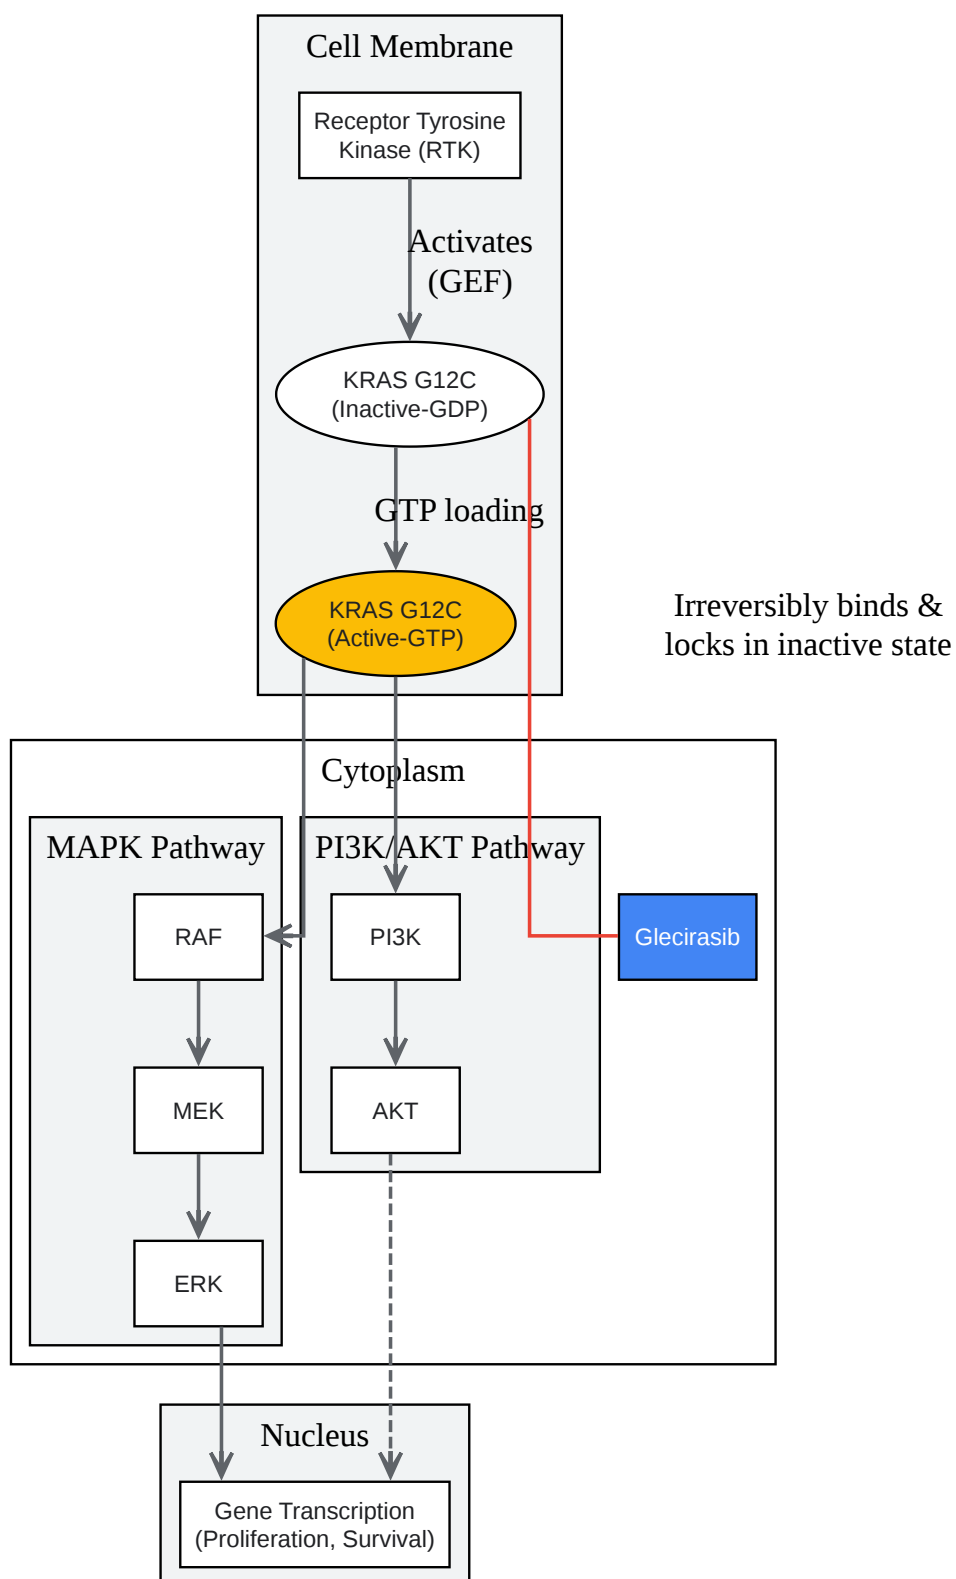 Cell Membrane
Receptor Tyrosine
Kinase (RTK)
Activates
(GEF)
KRAS G12C
(Inactive-GDP)
GTP loading
KRAS G12C
(Active-GTP)
Irreversibly binds &
locks in inactive state
Cytoplasm
MAPK Pathway
PI3K/AKT Pathway
RAF
PI3K
Glecirasib
MEK
AKT
ERK
Nucleus
Gene Transcription
(Proliferation, Survival)